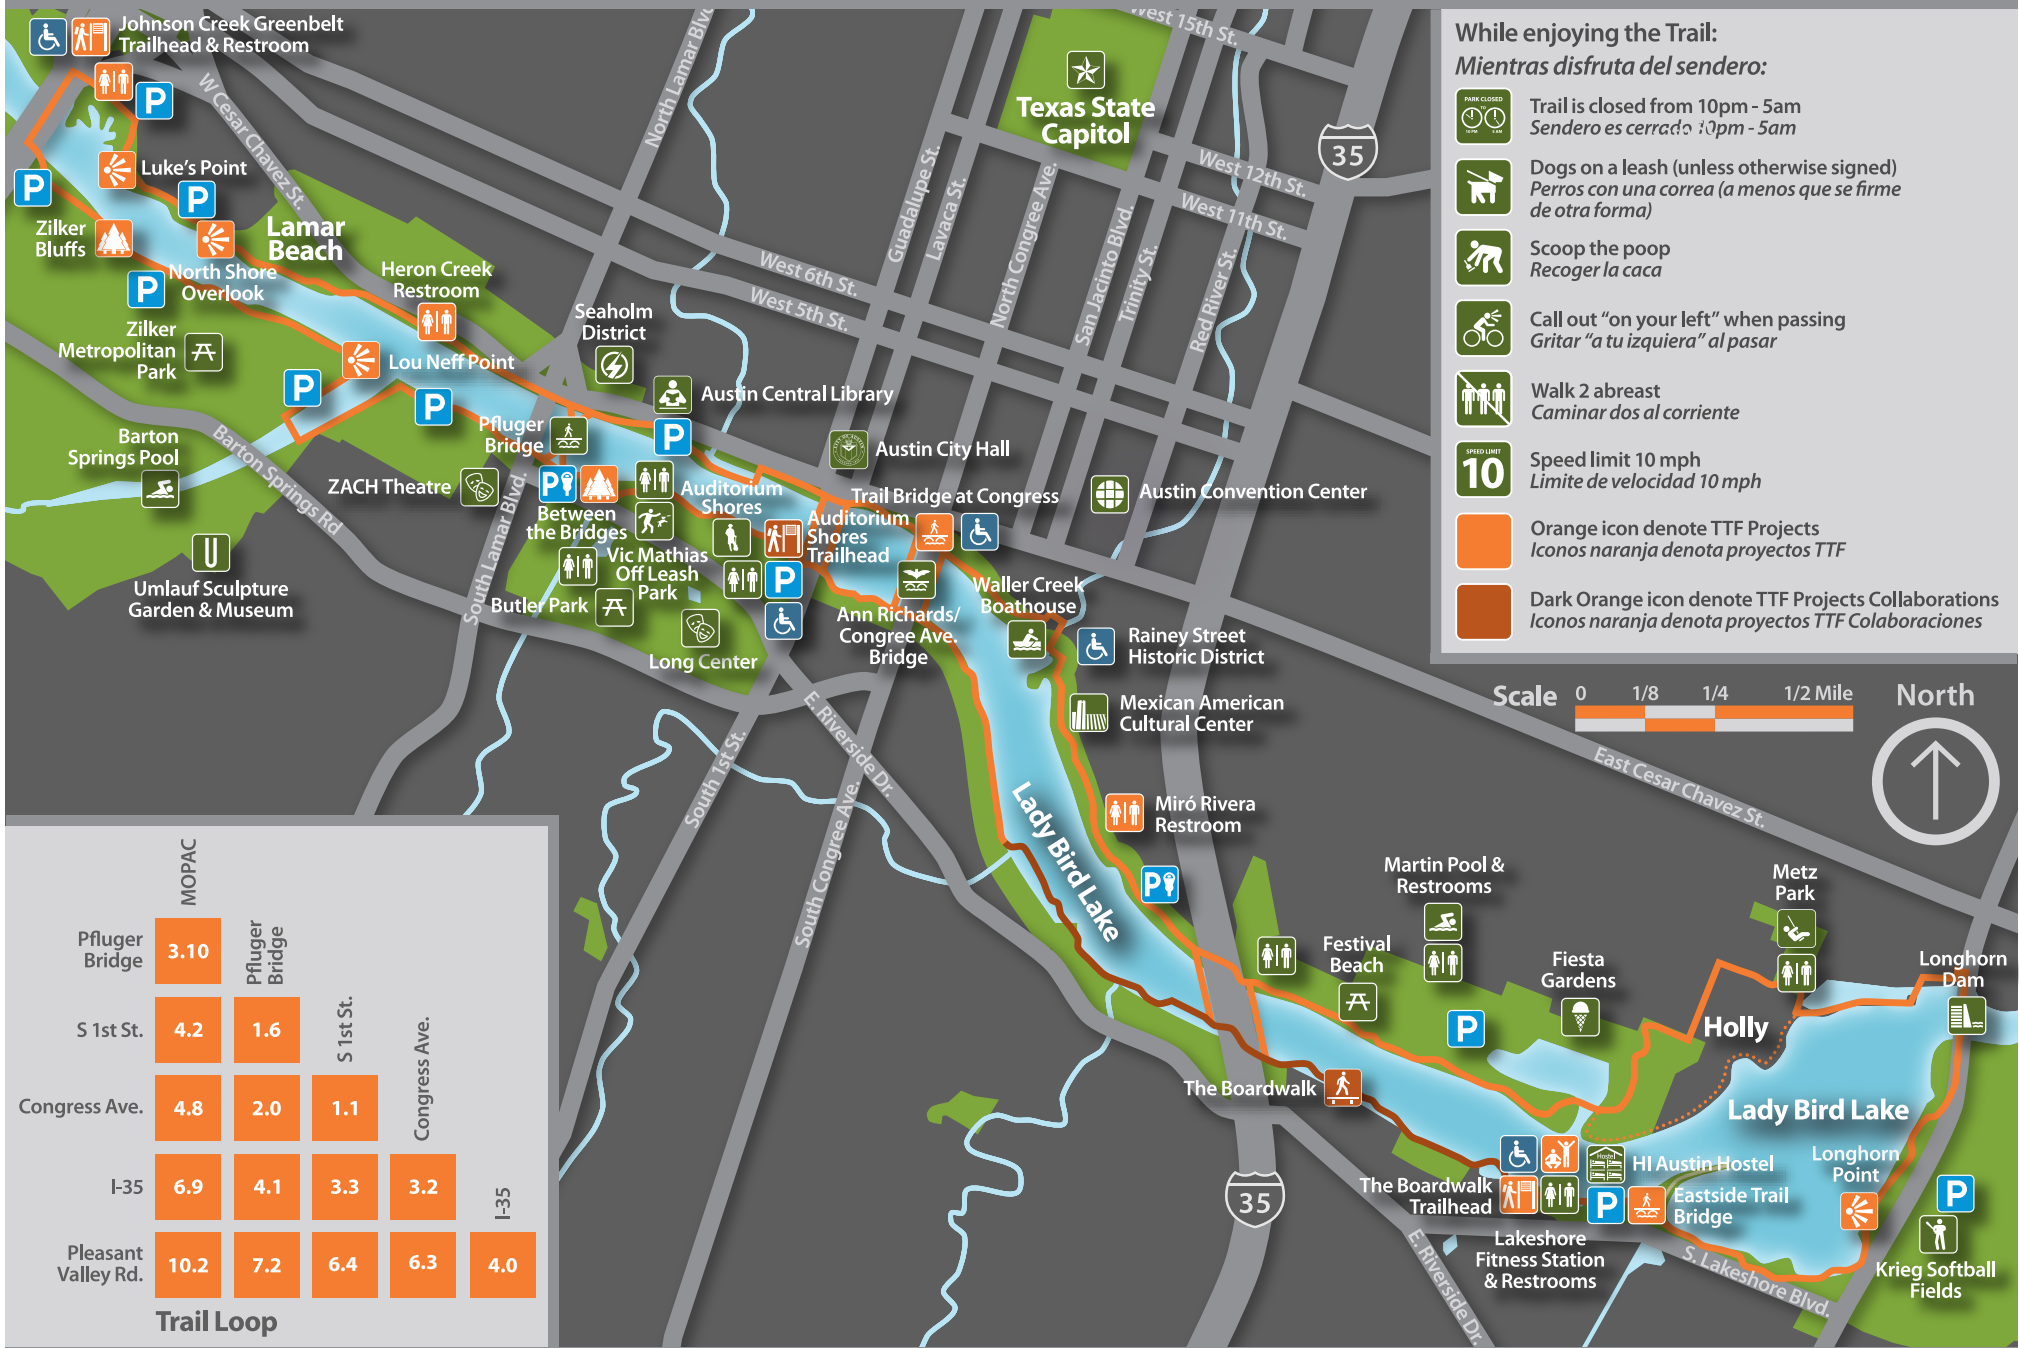 Johnson Creek Greenbelt
Trailhead & Restroom
P
W Cesar Chavez St.
North Lamar Blvd
West 15th St.
Texas State
Capitol
35
Luke's Point
P
P
Zilker
Bluffs
Lamar
Beach
North Shore
Overlook
P
Heron Creek
Restroom
Zilker
Metropolitan
Park
Lou Neff Point
P
P
Seaholm
District
Austin Central Library
P
West 6th St.
West 5th St.
Guadalupe St.
Lavaca St.
North Congree Ave.
San Jacinto Blvd.
Trinity St.
Red River St.
West 12th St.
West 11th St.
Pfluger
Bridge
Barton
Springs Pool
Barton Springs Rd
ZACH Theatre
South Lamar Blvd.
Umlauf Sculpture
Garden & Museum
P
Between
the Bridges
Auditorium
Shores
Austin City Hall
Trail Bridge at Congress
Austin Convention Center
Auditorium
Shores
Trailhead
Vic Mathias
Off Leash
Park
P
Butler Park
Long Center
Ann Richards/
Congree Ave.
Bridge
Waller Creek
Boathouse
Rainey Street
Historic District
Mexican American
Cultural Center
South 1st St.
E. Riverside Dr.
South Congree Ave.
Lady Bird Lake
Miró Rivera
Restroom
P
East Cesar Chavez St.
Martin Pool &
Restrooms
Metz
Park
Festival
Beach
Fiesta
Gardens
P
Longhorn
Dam
Holly
The Boardwalk
Lady Bird Lake
35
The Boardwalk
Trailhead
Hostel
HI Austin Hostel
P
Eastside Trail
Bridge
Longhorn
Point
P
Lakeshore
Fitness Station
& Restrooms
E. Riverside Dr.
S. Lakeshore Blvd.
Krieg Softball
Fields
While enjoying the Trail:
Mientras disfruta del sendero:
PARK CLOSED
TO
10 PM 5 AM
Trail is closed from 10pm - 5am
Sendero es cerrado 10pm - 5am
Dogs on a leash (unless otherwise signed)
Perros con una correa (a menos que se firme
de otra forma)
Scoop the poop
Recoger la caca
Call out “on your left” when passing
Gritar “a tu izquiera” al pasar
Walk 2 abreast
Caminar dos al corriente
SPEED LIMIT
10
Speed limit 10 mph
Limite de velocidad 10 mph
Orange icon denote TTF Projects
Iconos naranja denota proyectos TTF
Dark Orange icon denote TTF Projects Collaborations
Iconos naranja denota proyectos TTF Colaboraciones
Scale 0 1/8 1/4 1/2 Mile
North
MOPAC
Pfluger
Bridge
3.10
Pfluger
Bridge
S 1st St. 4.2 1.6
S 1st St.
Congress Ave. 4.8 2.0 1.1
Congress Ave.
I-35 6.9 4.1 3.3 3.2
I-35
Pleasant
Valley Rd.
10.2 7.2 6.4 6.3 4.0
Trail Loop